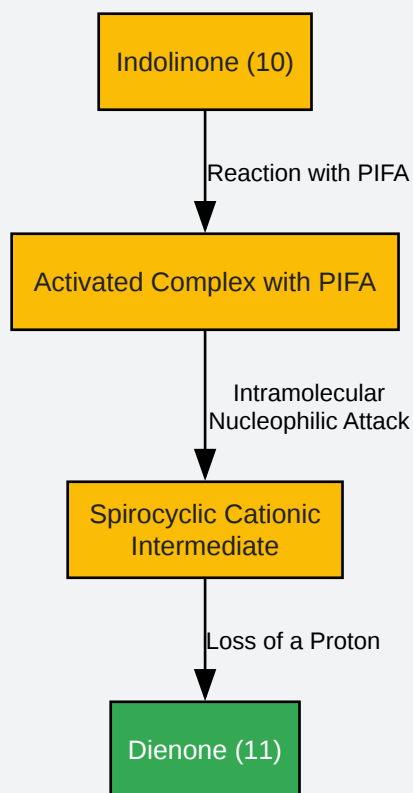 Indolinone (10)
Reaction with PIFA
Activated Complex with PIFA
Intramolecular
Nucleophilic Attack
Spirocyclic Cationic
Intermediate
Loss of a Proton
Dienone (11)